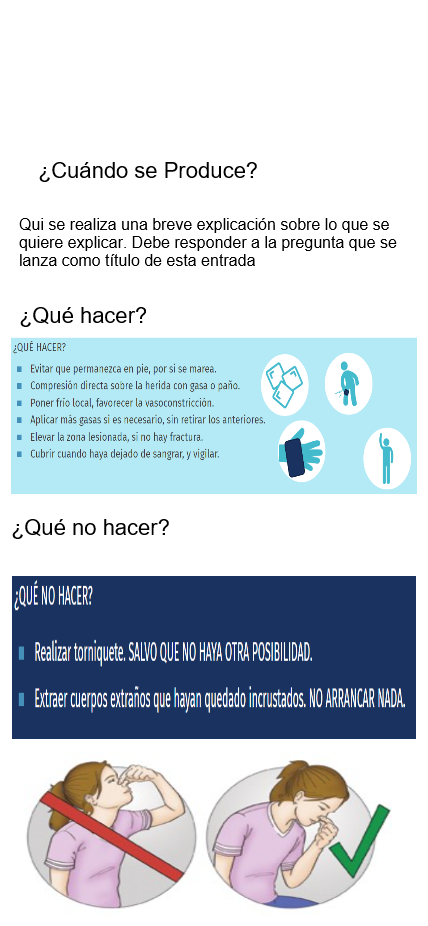 ¿Cuándo se Produce?
Qui se realiza una breve explicación sobre lo que se
quiere explicar. Debe responder a la pregunta que se
lanza como título de esta entrada
¿Qué hacer?
¿QUÉ HACER?
Evitar que permanezca en pie, por si se marea.
Compresión directa sobre la herida con gasa o paño.
Poner frío local, favorecer la vasoconstricción.
Aplicar más gasas si es necesario, sin retirar los anteriores.
Elevar la zona lesionada, si no hay fractura.
Cubrir cuando haya dejado de sangrar, y vigilar.
¿Qué no hacer?
¿QUÉ NO HACER?
Realizar torniquete. SALVO QUE NO HAYA OTRA POSIBILIDAD.
Extraer cuerpos extraños que hayan quedado incrustados. NO ARRANCAR NADA.